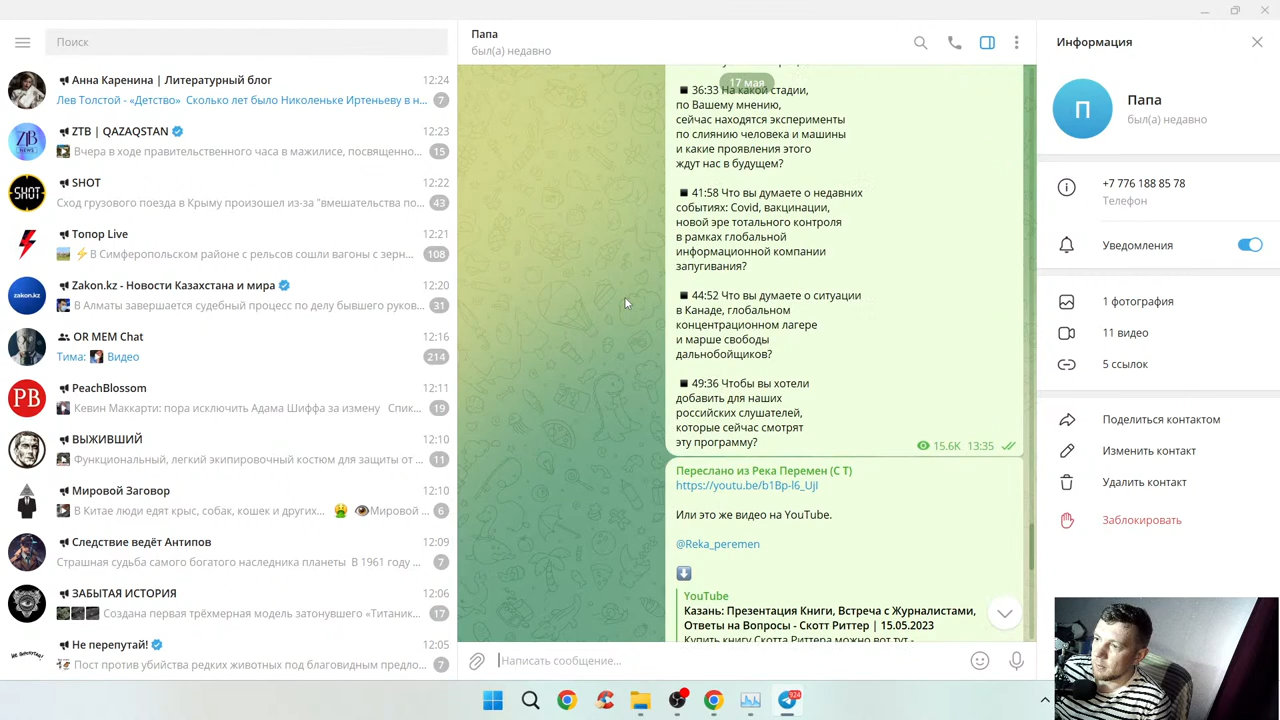 Поиск
Анна Каренина | Литературный блог
12:24
Лев Толстой - «Детство» Сколько лет было Николеньке Иртеньеву в н...
7
ZTB | QAZAQSTAN
12:23
Вчера в ходе правительственного часа в мажилисе, посвященно...
15
SHOT
12:22
Сход грузового поезда в Крыму произошел из-за "вмешательства по...
43
Топор Live
12:21
В Симферопольском районе с рельсов сошли вагоны с зерн...
108
Zakon.kz - Новости Казахстана и мира
12:20
В Алматы завершается судебный процесс по делу бывшего руков...
31
OR MEM Chat
12:16
Тима: Видео
214
PeachBlossom
12:11
Кевин Маккарти: пора исключить Адама Шиффа за измену Спик...
19
ВЫЖИВШИЙ
12:10
Функциональный, легкий экипировочный костюм для защиты от ...
11
Мировой Заговор
12:10
В Китае люди едят крыс, собак, кошек и других... Мировой ...
6
Следствие ведёт Антипов
12:09
Страшная судьба самого богатого наследника планеты В 1961 году ...
7
ЗАБЫТАЯ ИСТОРИЯ
12:06
Создана первая трёхмерная модель затонувшего «Титаник...
17
Не перепутай!
12:05
Пост против убийства редких животных под благовидным предло...
7
Папа
был(а) недавно
17 мая
36:33 На какой стадии,
по Вашему мнению,
сейчас находятся эксперименты
по слиянию человека и машины
и какие проявления этого
ждут нас в будущем?
41:58 Что вы думаете о недавних
событиях: Covid, вакцинации,
новой эре тотального контроля
в рамках глобальной
информационной компании
запугивания?
44:52 Что вы думаете о ситуации
в Канаде, глобальном
концентрационном лагере
и марше свободы
дальнобойщиков?
49:36 Чтобы вы хотели
добавить для наших
российских слушателей,
которые сейчас смотрят
эту программу?
15.6K 13:35
Переслано из Река Перемен (С Т)
https://youtu.be/b1Bp-l6_UjI
Или это же видео на YouTube.
@Reka_peremen
YouTube
Казань: Презентация Книги, Встреча с Журналистами,
Ответы на Вопросы - Скотт Риттер | 15.05.2023
Купить книгу Скотта Риттера можно вот тут -
Написать сообщение...
Информация
П
Папа
был(а) недавно
+7 776 188 85 78
Телефон
Уведомления
1 фотография
11 видео
5 ссылок
Поделиться контактом
Изменить контакт
Удалить контакт
Заблокировать
924